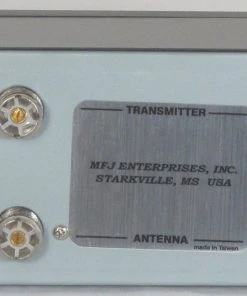 TRANSMITTER
MFJ ENTERPRISES, INC.
STARKVILLE, MS USA
ANTENNA
made in Taiwan